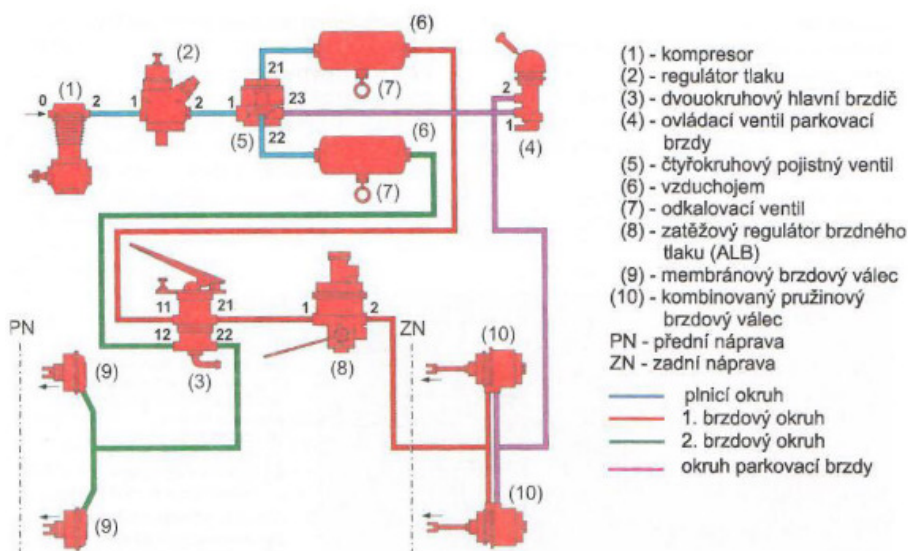 (1)
0
2
(2)
1
2
1
21
23
22
(5)
(6)
(7)
(6)
(7)
2
1
(4)
PN
11
21
12
22
(3)
1
2
(8)
ZN
(9)
(9)
(10)
(10)
(1) - kompresor
(2) - regulátor tlaku
(3) - dvouokruhový hlavní brzdič
(4) - ovládací ventil parkovací
brzdy
(5) - čtyřokruhový pojistný ventil
(6) - vzduchojem
(7) - odkalovací ventil
(8) - zatěžový regulátor brzdného
tlaku (ALB)
(9) - membránový brzdový válec
(10) - kombinovaný pružinový
brzdový válec
PN - přední náprava
ZN - zadní náprava
plnicí okruh
1. brzdový okruh
2. brzdový okruh
okruh parkovací brzdy